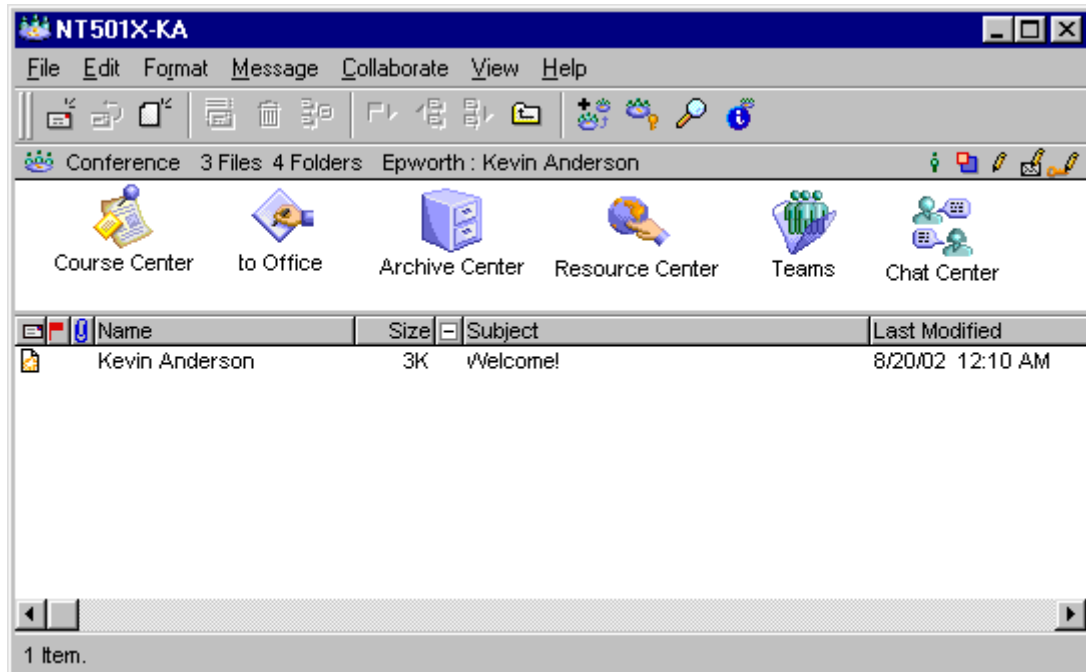 NT501X-KA
File Edit Format Message Collaborate View Help
Conference 3 Files 4 Folders Epworth : Kevin Anderson
Course Center to Office Archive Center Resource Center Teams Chat Center
Name Size Subject Last Modified
Kevin Anderson 3K Welcome! 8/20/02 12:10 AM
1 Item.